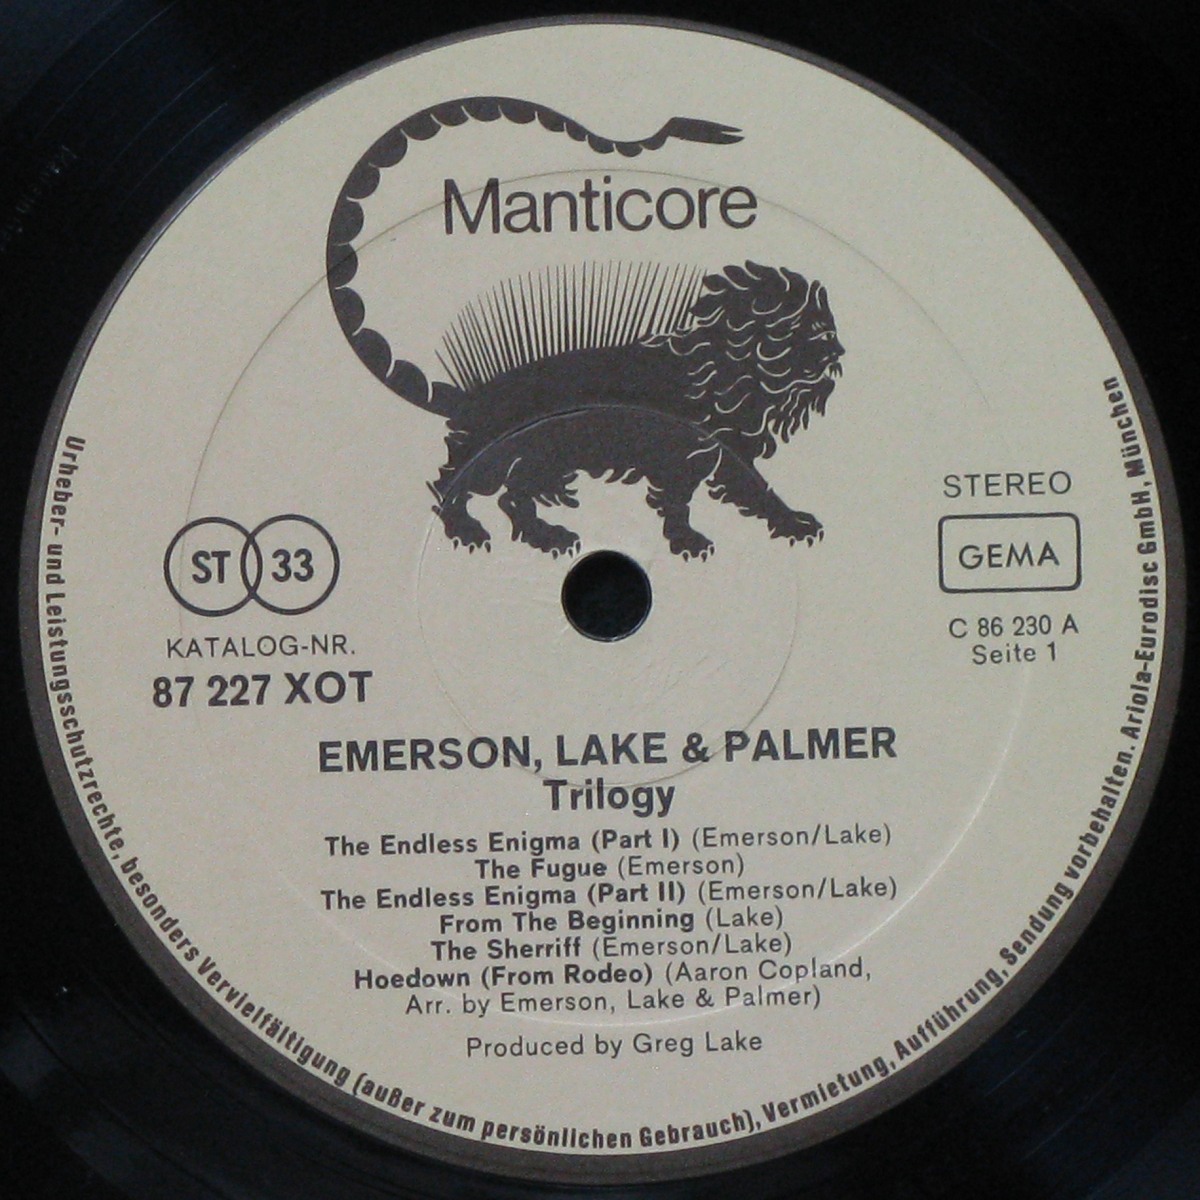 Manticore
ST 33
KATALOG-NR.
87 227 XOT
STEREO
GEMA
C 86 230 A
Seite 1
EMERSON, LAKE & PALMER
Trilogy
The Endless Enigma (Part I) (Emerson/Lake)
The Fugue (Emerson)
The Endless Enigma (Part II) (Emerson/Lake)
From The Beginning (Lake)
The Sherriff (Emerson/Lake)
Hoedown (From Rodeo) (Aaron Copland,
Arr. by Emerson, Lake & Palmer)
Produced by Greg Lake
Urheber- und Leistungsschutzrechte, besonders Vervielfältigung (außer zum persönlichen Gebrauch), Vermietung, Aufführung, Sendung vorbehalten. Ariola-Eurodisc GmbH, München